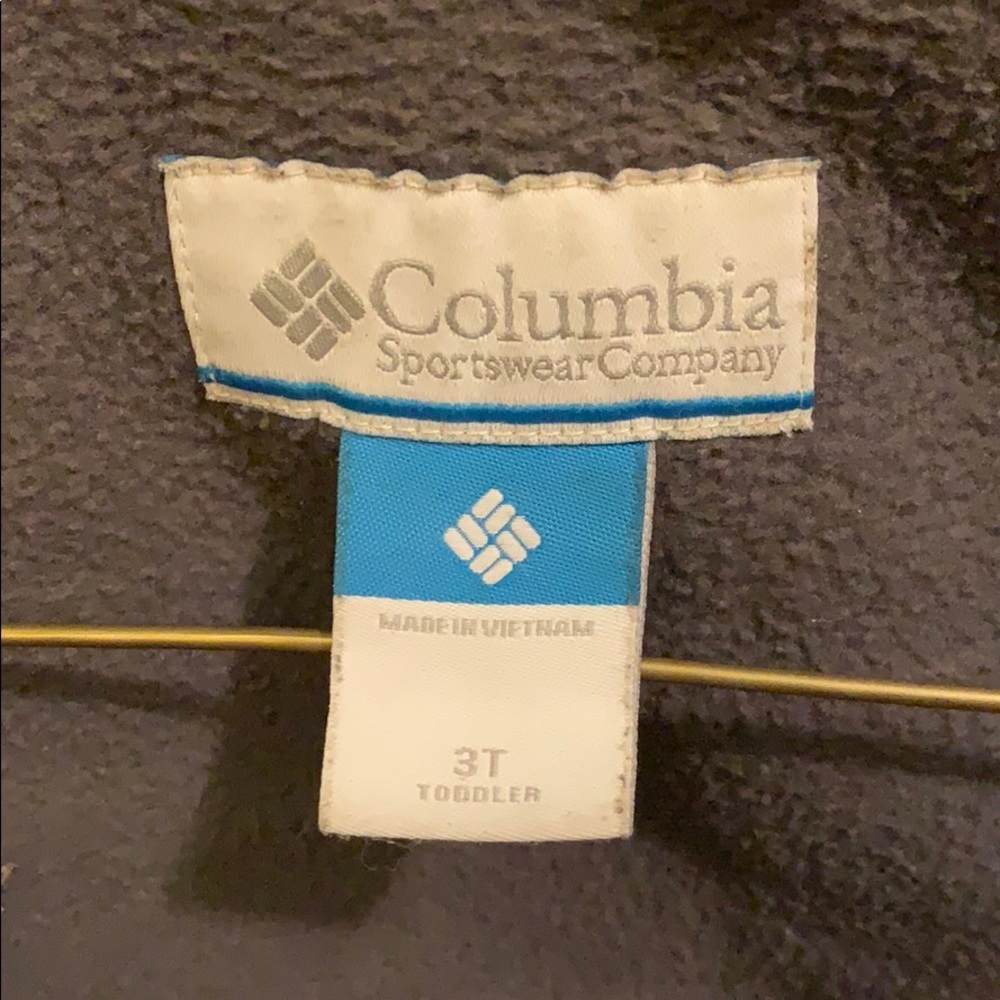 Columbia
Sportswear Company
MADE IN VIETNAM
3T
TODDLER